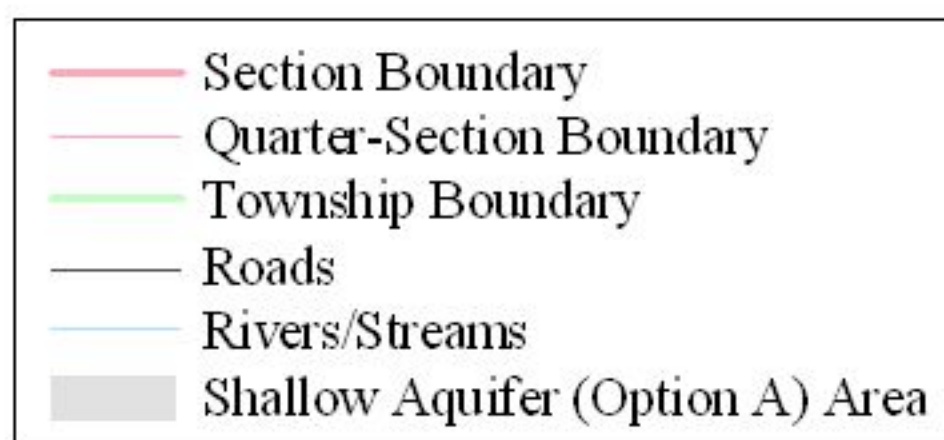 Section Boundary
Quarter-Section Boundary
Township Boundary
Roads
Rivers/Streams
Shallow Aquifer (Option A) Area